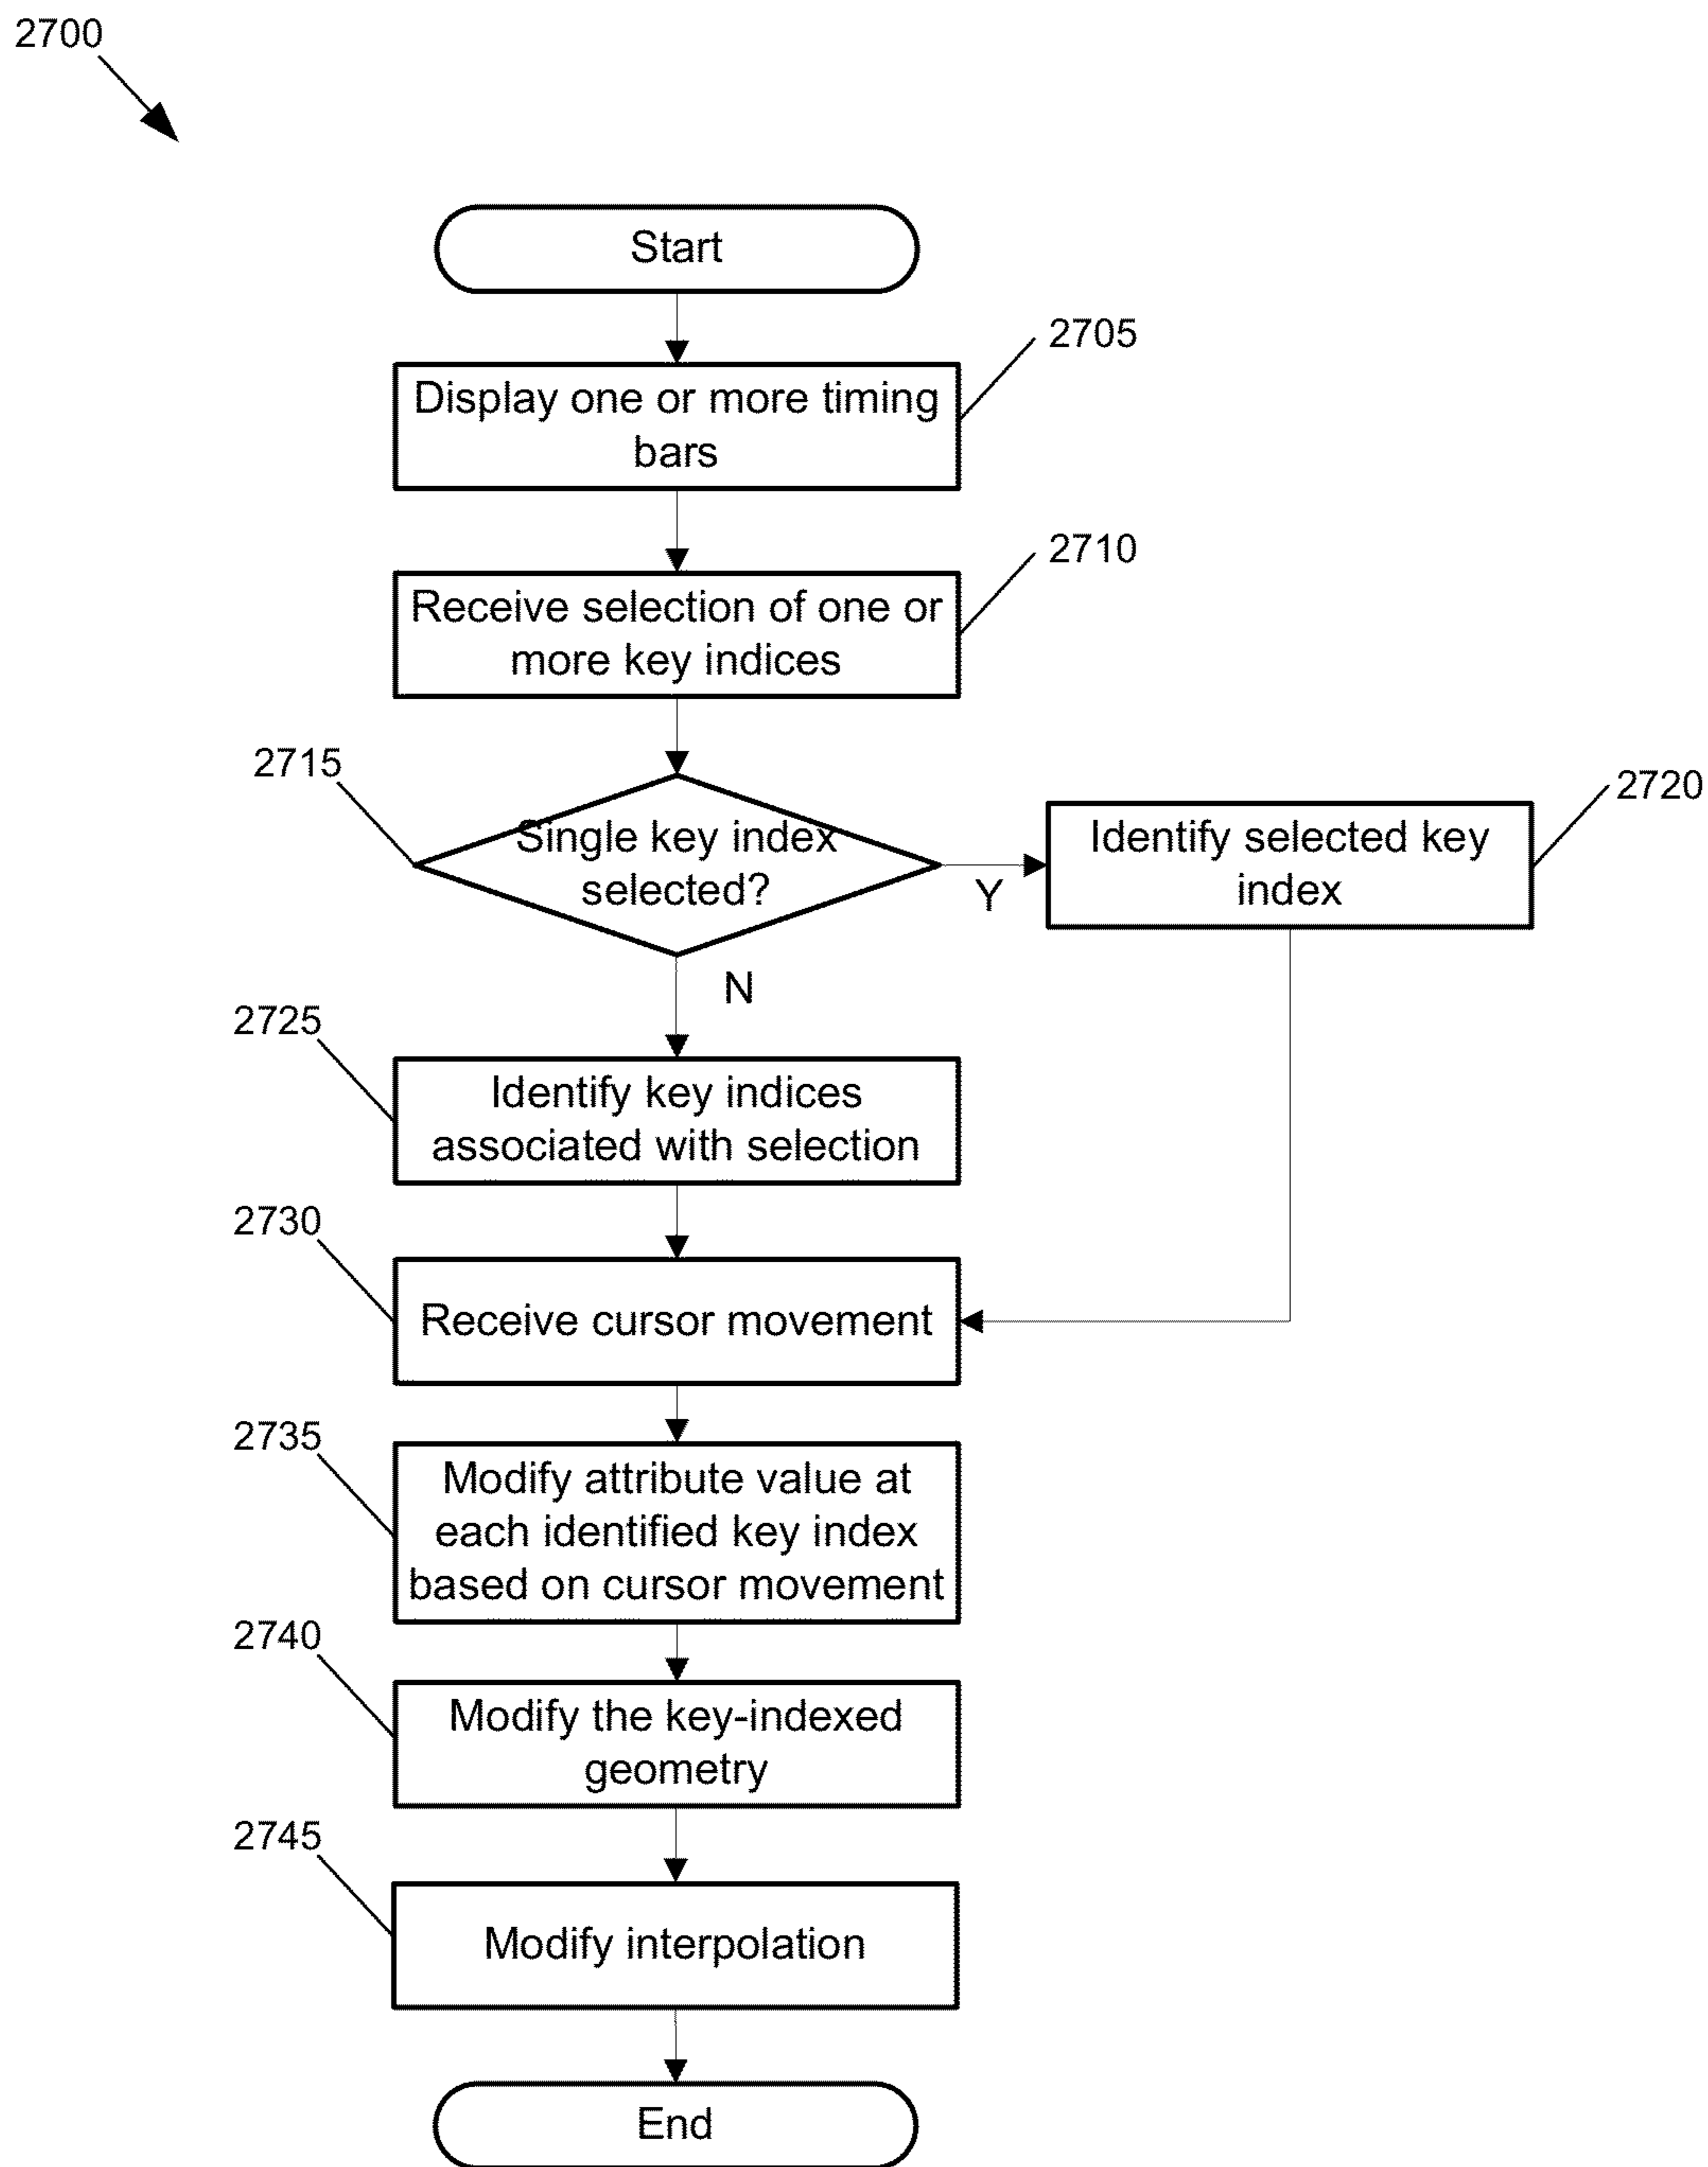 2700
Start
2705
Display one or more timing
bars
2710
Receive selection of one or
more key indices
2715
Single key index
selected?
Y
2720
Identify selected key
index
N
2725
Identify key indices
associated with selection
2730
Receive cursor movement
2735
Modify attribute value at
each identified key index
based on cursor movement
2740
Modify the key-indexed
geometry
2745
Modify interpolation
End